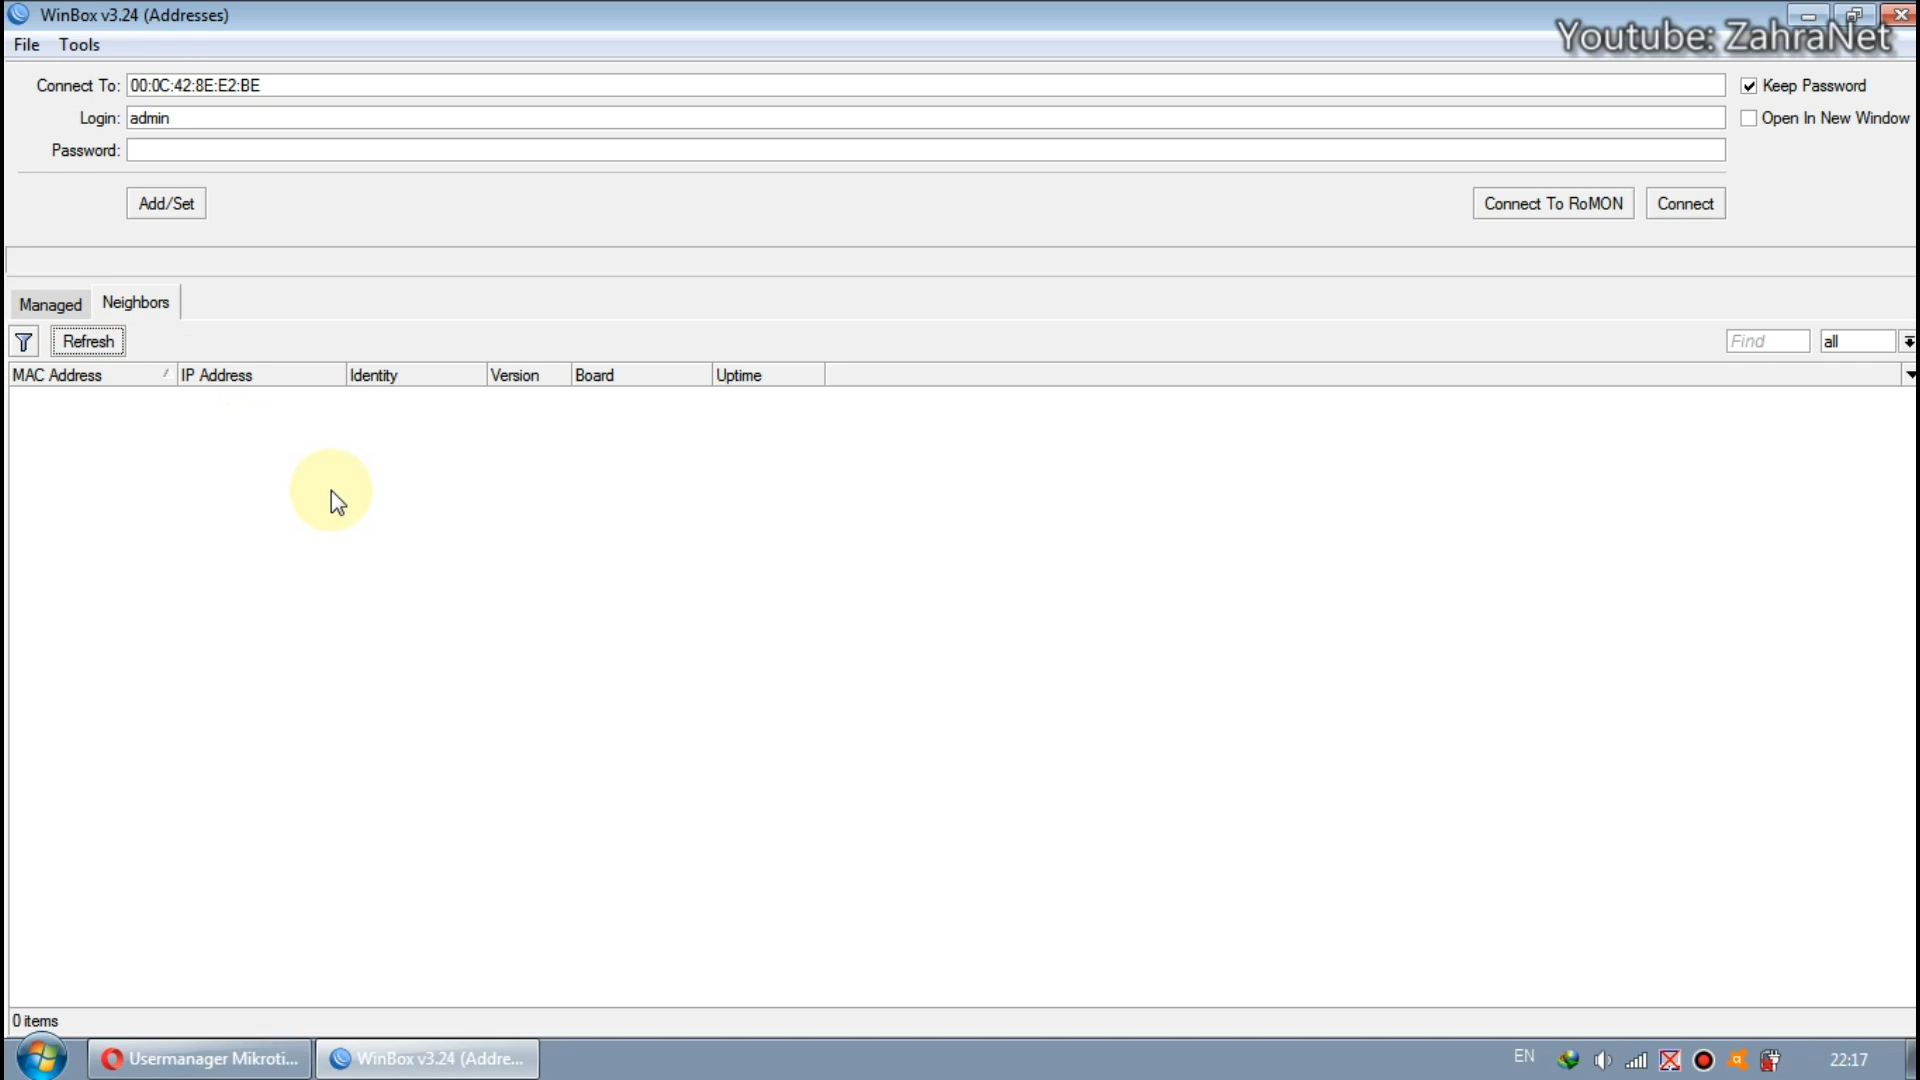 WinBox v3.24 (Addresses)
Youtube: ZahraNet
File Tools
Connect To: 00:0C:42:8E:E2:BE
Keep Password
Login: admin
Open In New Window
Password:
Add/Set
Connect To RoMON
Connect
Managed
Neighbors
Refresh
Find
all
MAC Address
IP Address
Identity
Version
Board
Uptime
0 items
Usermanager Mikroti...
WinBox v3.24 (Addre...
EN
22:17